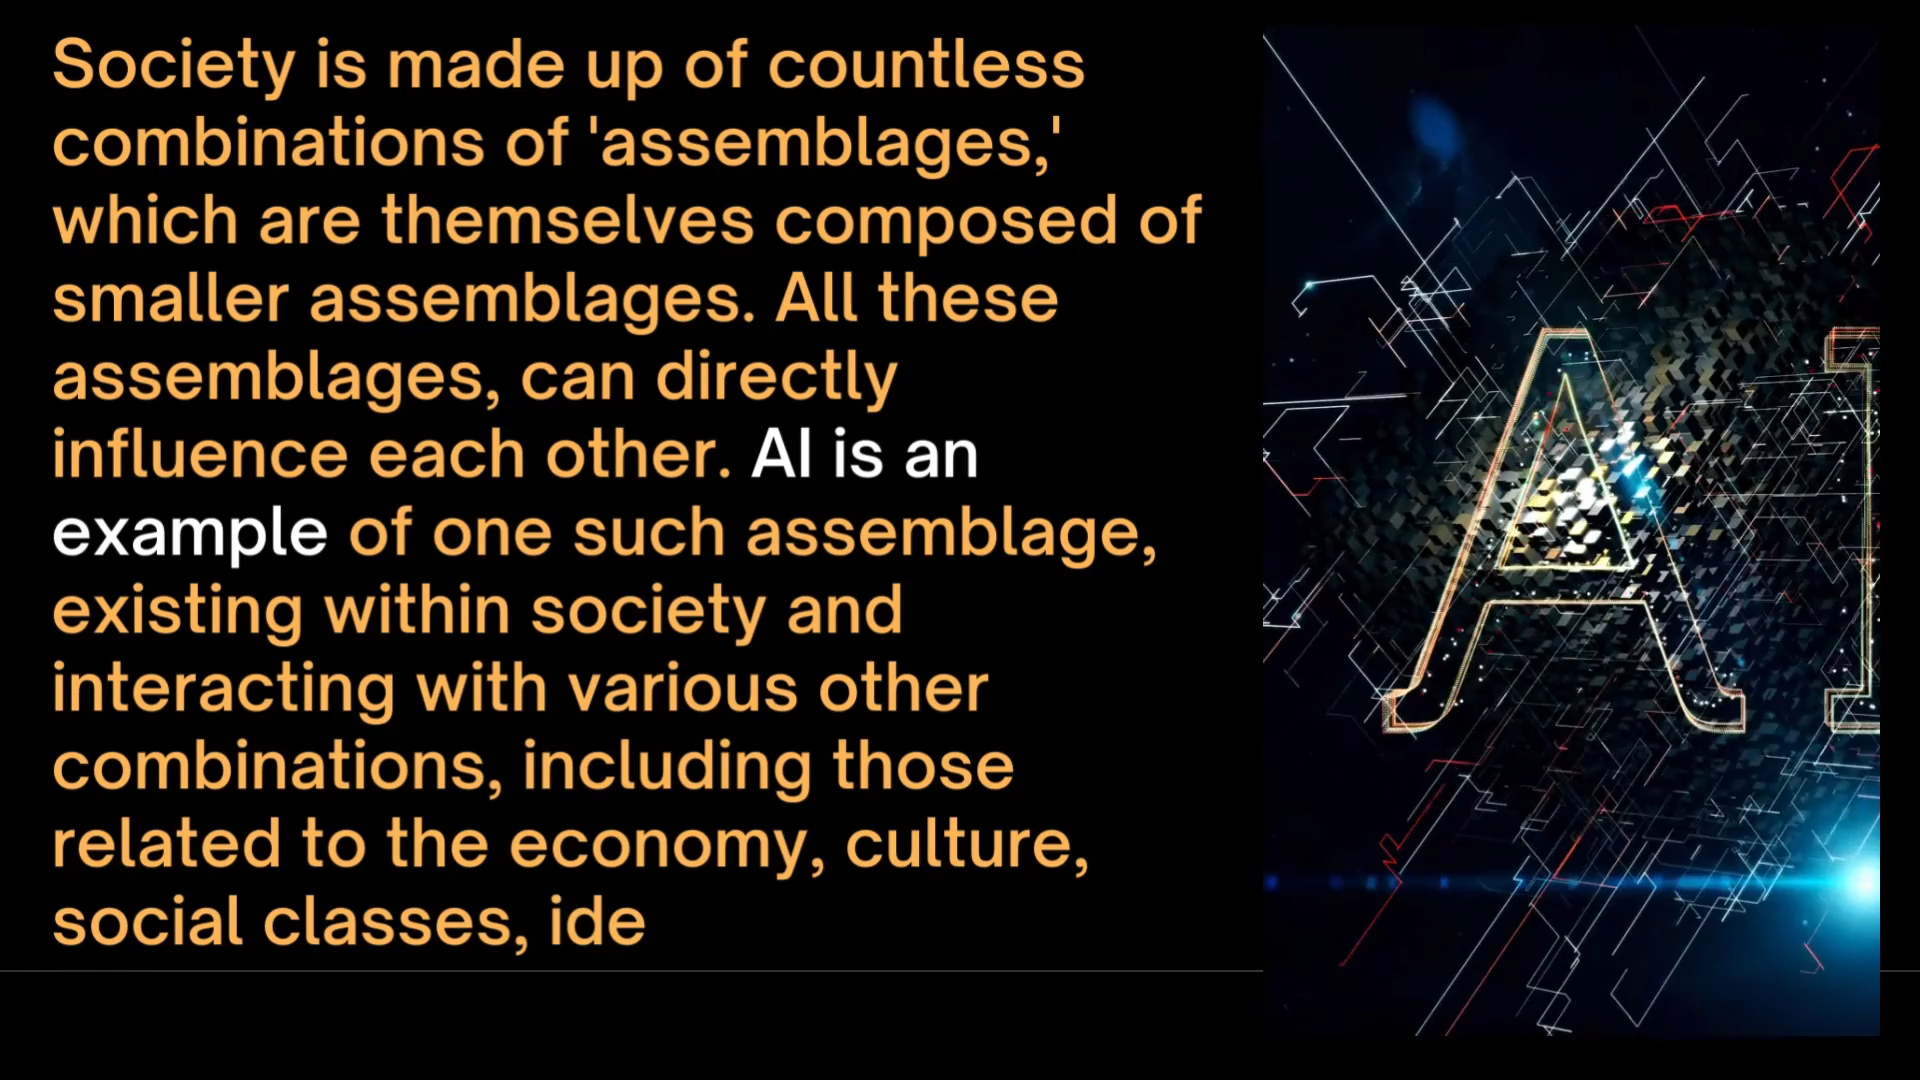 Society is made up of countless
combinations of 'assemblages,'
which are themselves composed of
smaller assemblages. All these
assemblages, can directly
influence each other. AI is an
example of one such assemblage,
existing within society and
interacting with various other
combinations, including those
related to the economy, culture,
social classes, ide
AI